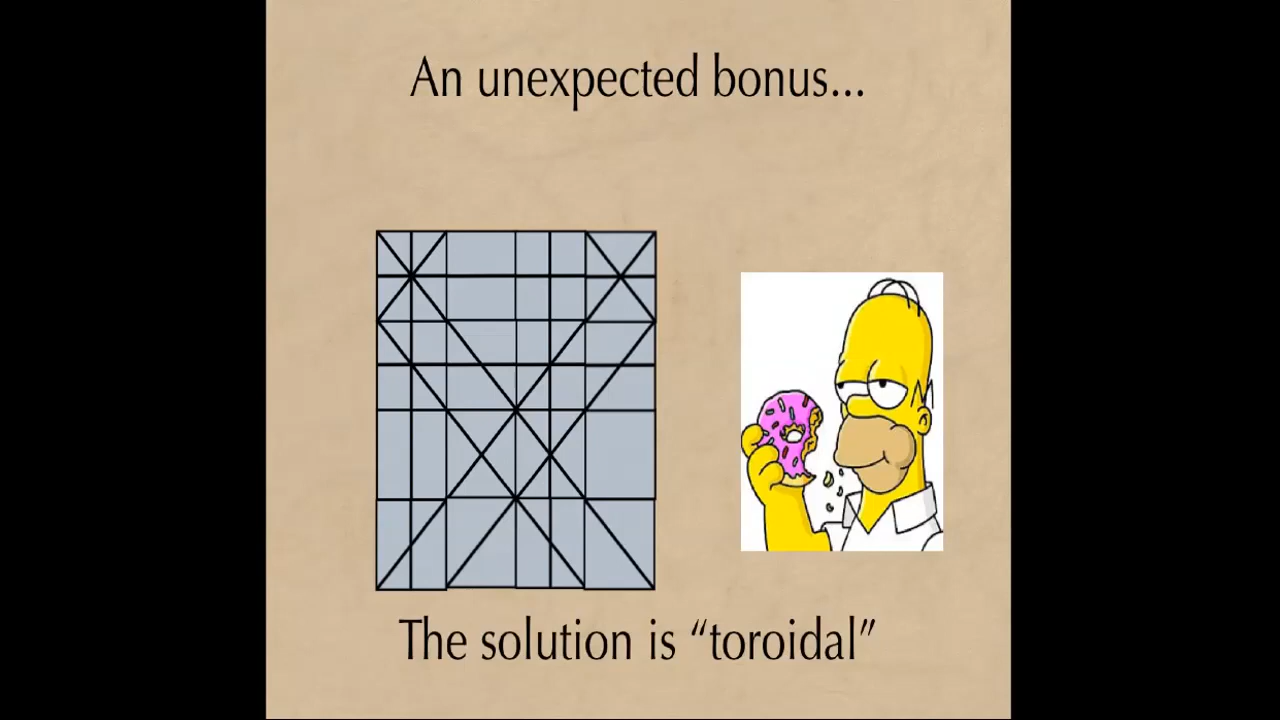 An unexpected bonus...
The solution is “toroidal”